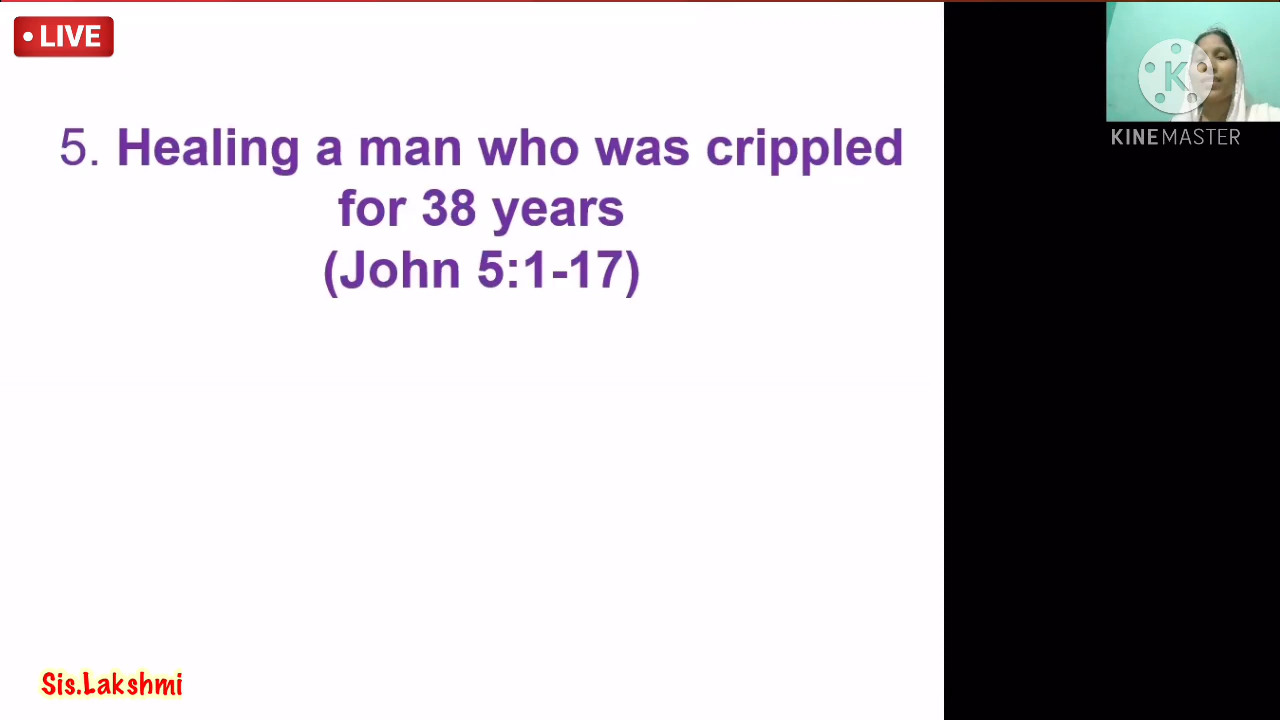 LIVE
5. Healing a man who was crippled
for 38 years
(John 5:1-17)
K
KINEMASTER
Sis.Lakshmi